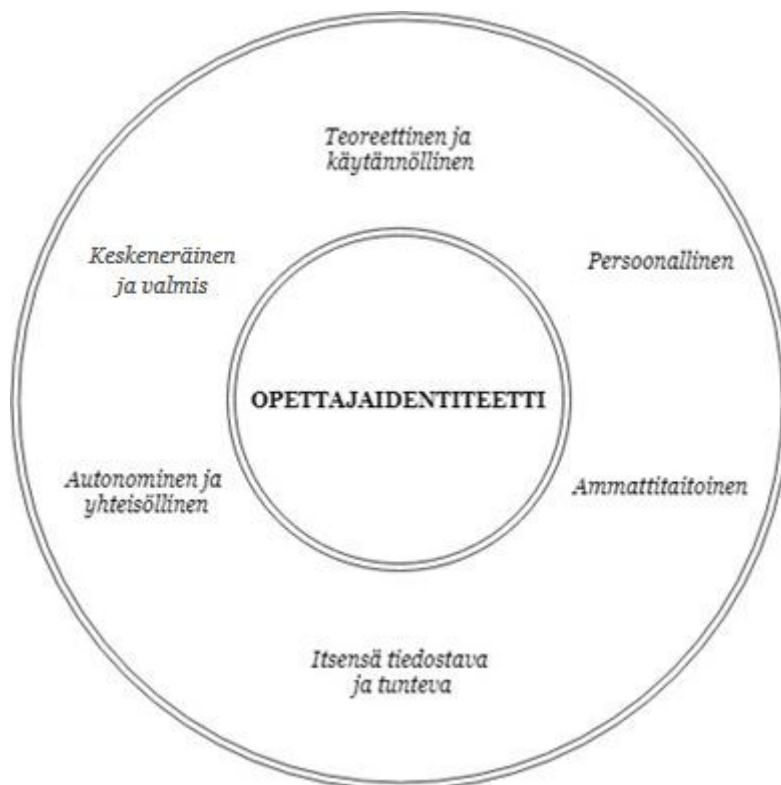 Teoreettinen ja
käytännöllinen
Keskeneräinen
ja valmis
Persoonallinen
OPETTAJAIDENTITEETTI
Autonominen ja
yhteisöllinen
Ammattitaitoinen
Itsensä tiedostava
ja tunteva